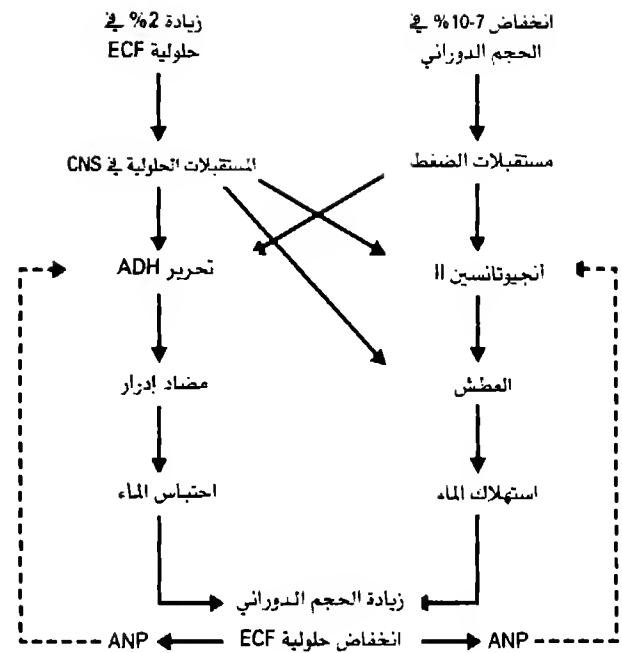 زيادة 2% في
حلولية ECF
انخفاض 7-10% في
الحجم الدوراني
المستقبلات الحلولية في CNS
مستقبلات الضغط
تحرير ADH
أنجيوتانسين II
مضاد إدرار
العطش
احتباس الماء
استهلاك الماء
زيادة الحجم الدوراني
ANP
انخفاض حلولية ECF
ANP